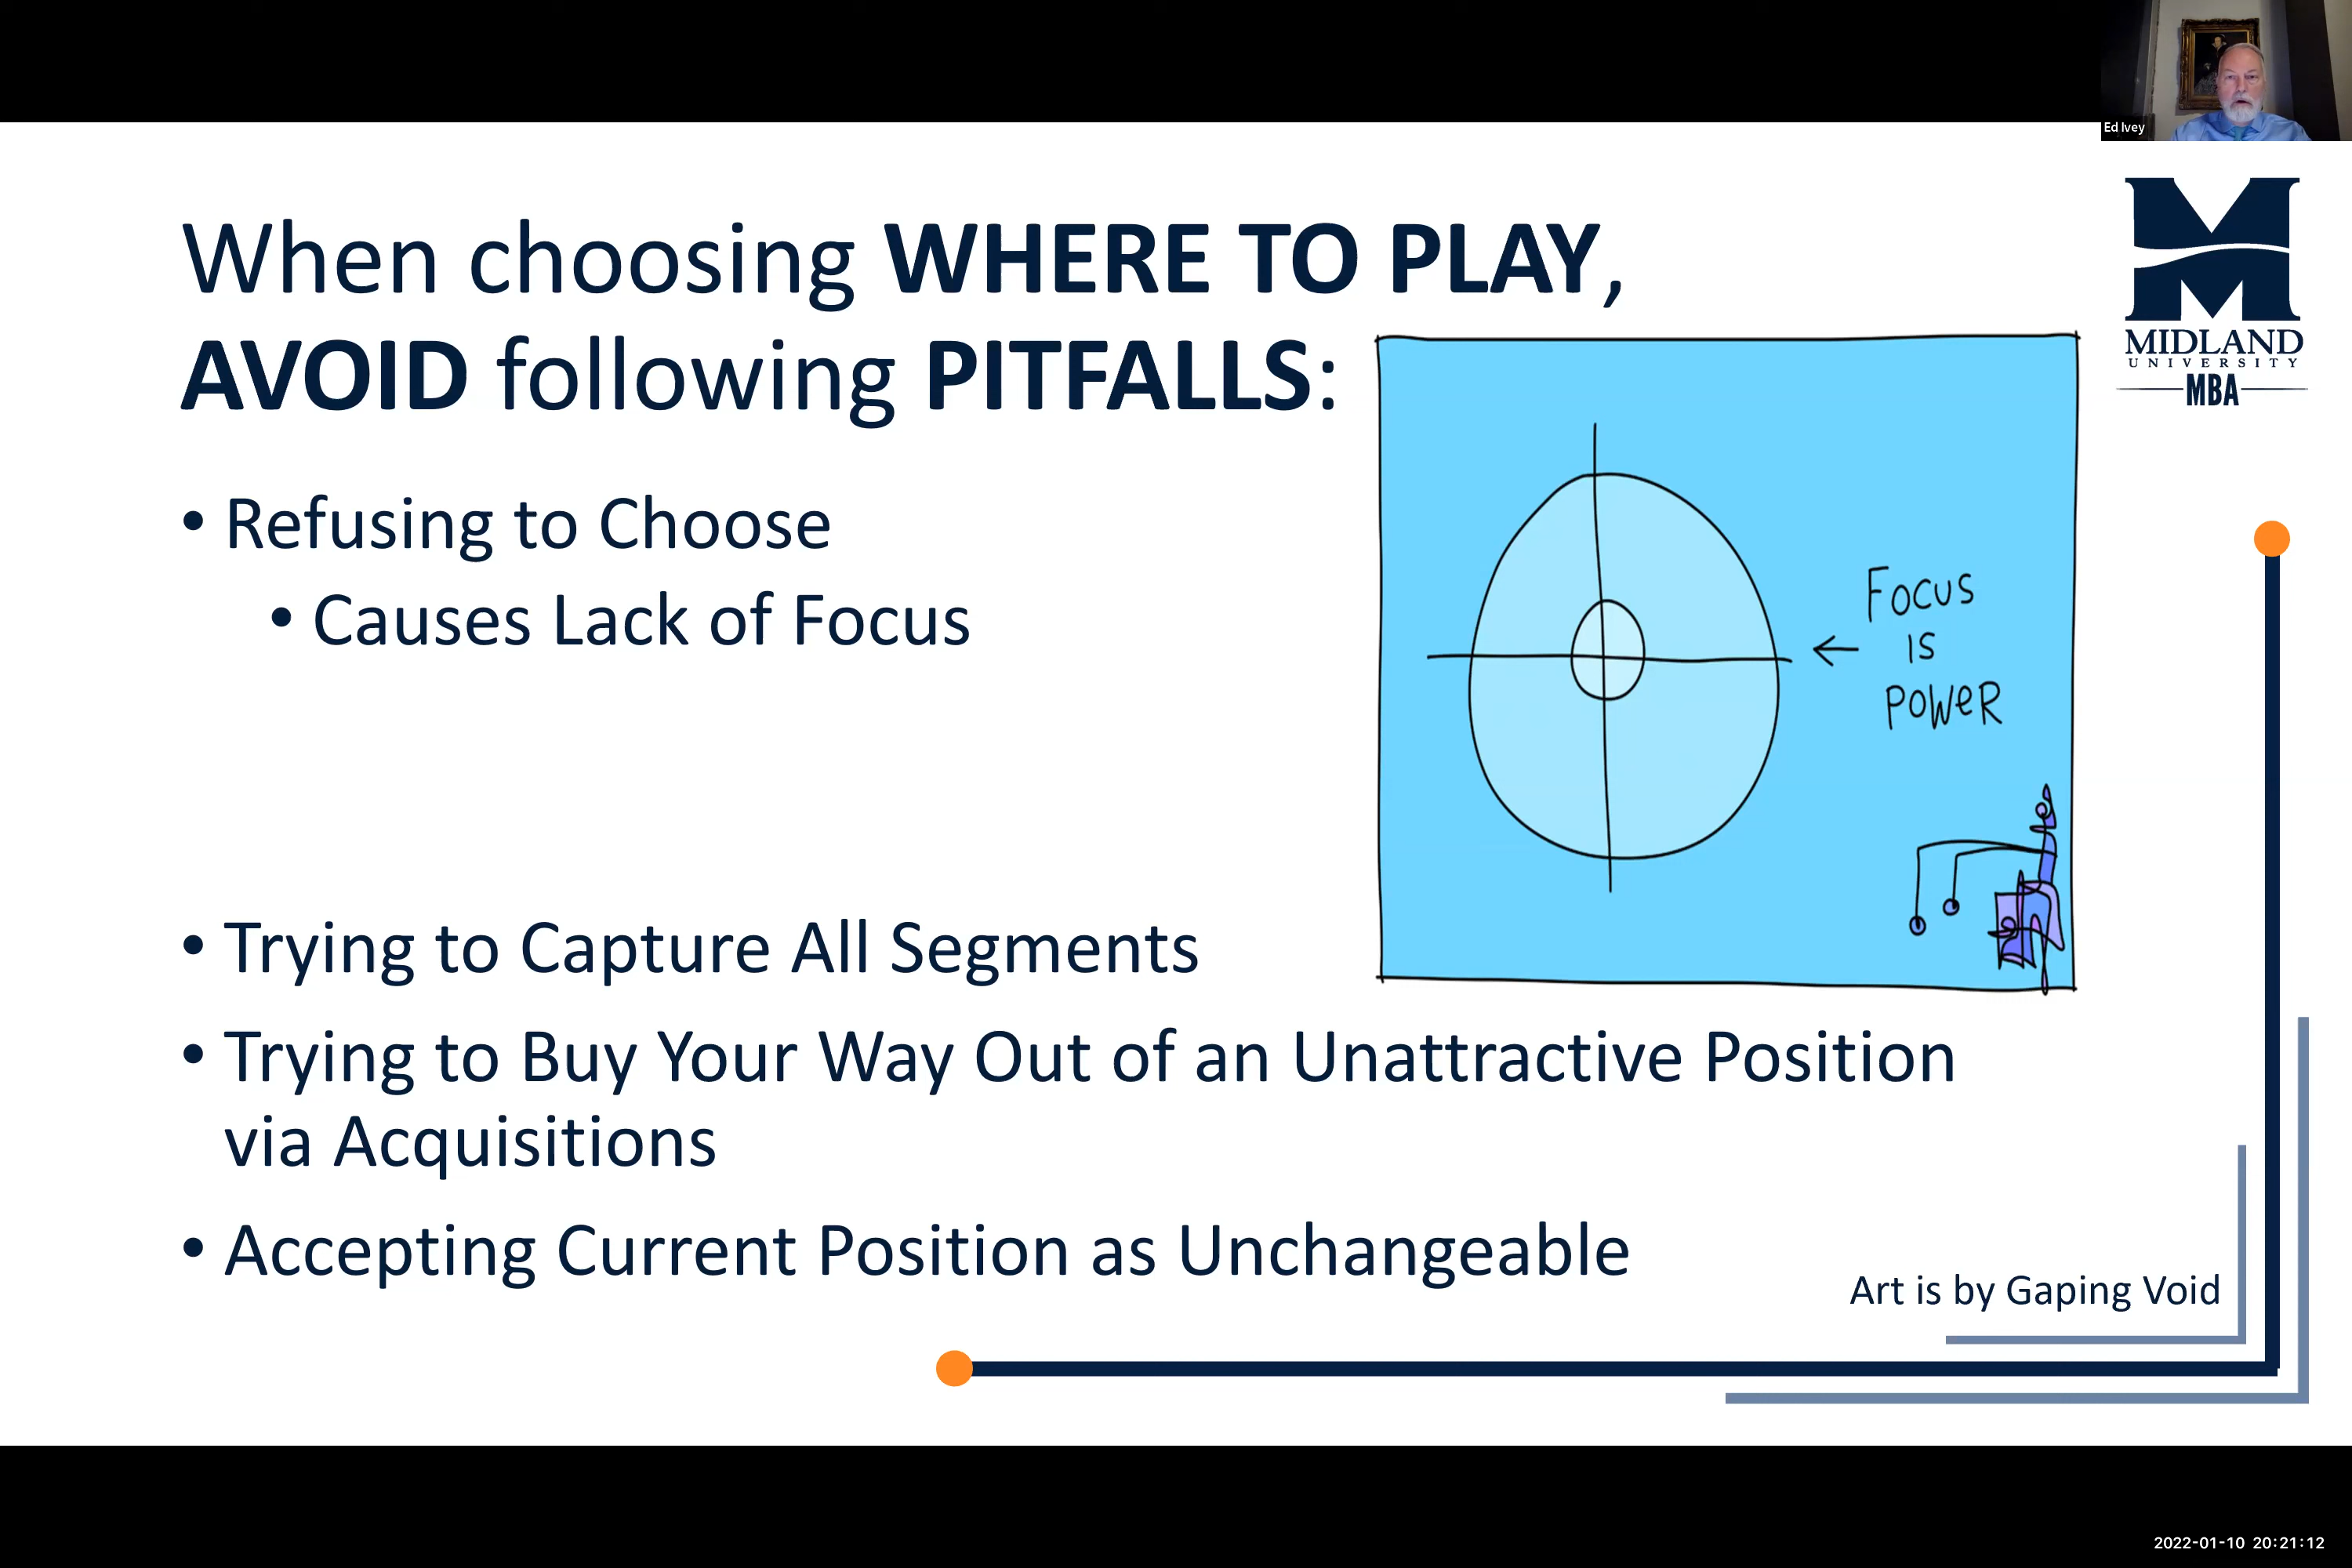 Ed Ivey
When choosing WHERE TO PLAY,
AVOID following PITFALLS:
MIDLAND
UNIVERSITY
MBA
• Refusing to Choose
• Causes Lack of Focus
FOCUS
IS
POWER
• Trying to Capture All Segments
• Trying to Buy Your Way Out of an Unattractive Position
via Acquisitions
• Accepting Current Position as Unchangeable
Art is by Gaping Void
2022-01-10 20:21:12